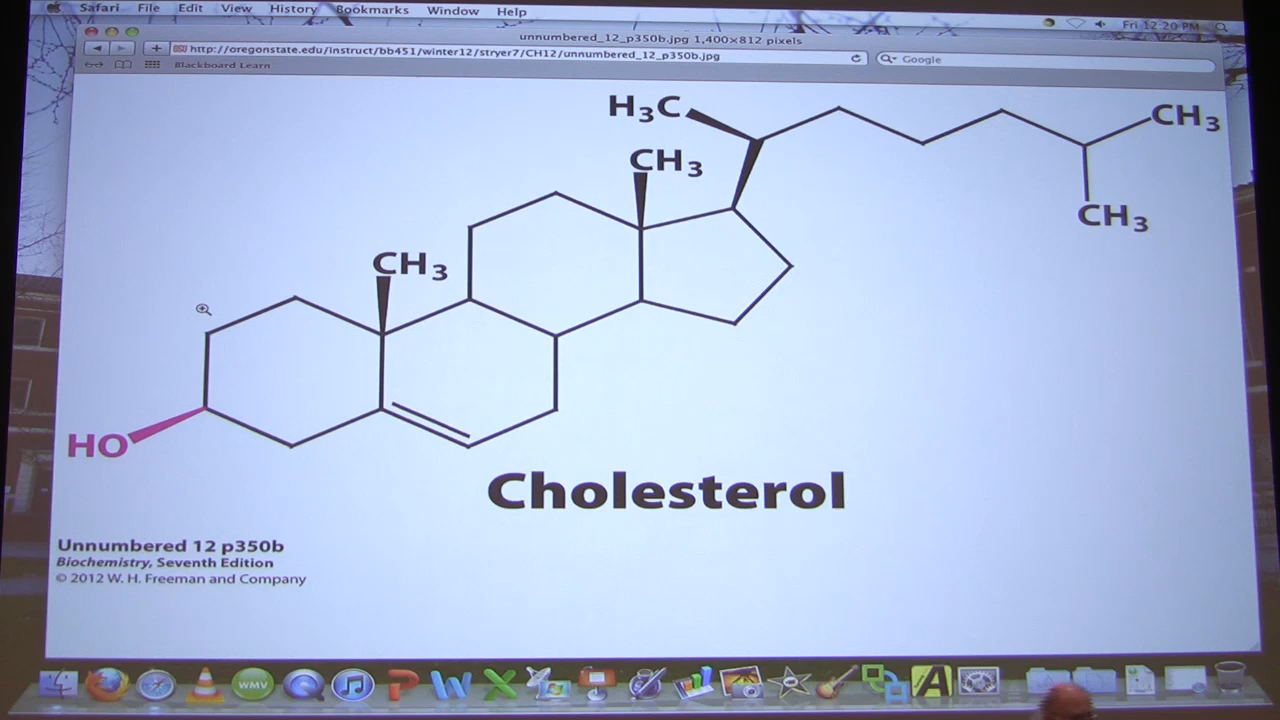 Safari File Edit View History Bookmarks Window Help Fri 12:20 PM
unnumbered_12_p350b.jpg 1,400×812 pixels
http://oregonstate.edu/instruct/bb451/winter12/stryer7/CH12/unnumbered_12_p350b.jpg Google
Blackboard Learn
H₃C CH₃
CH₃
CH₃
CH₃
HO
Cholesterol
Unnumbered 12 p350b
Biochemistry, Seventh Edition
© 2012 W. H. Freeman and Company
WMV P W X A